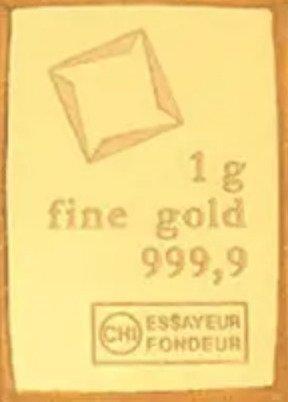 1 g
fine gold
999,9
CHI ESSAYEUR
FONDEUR